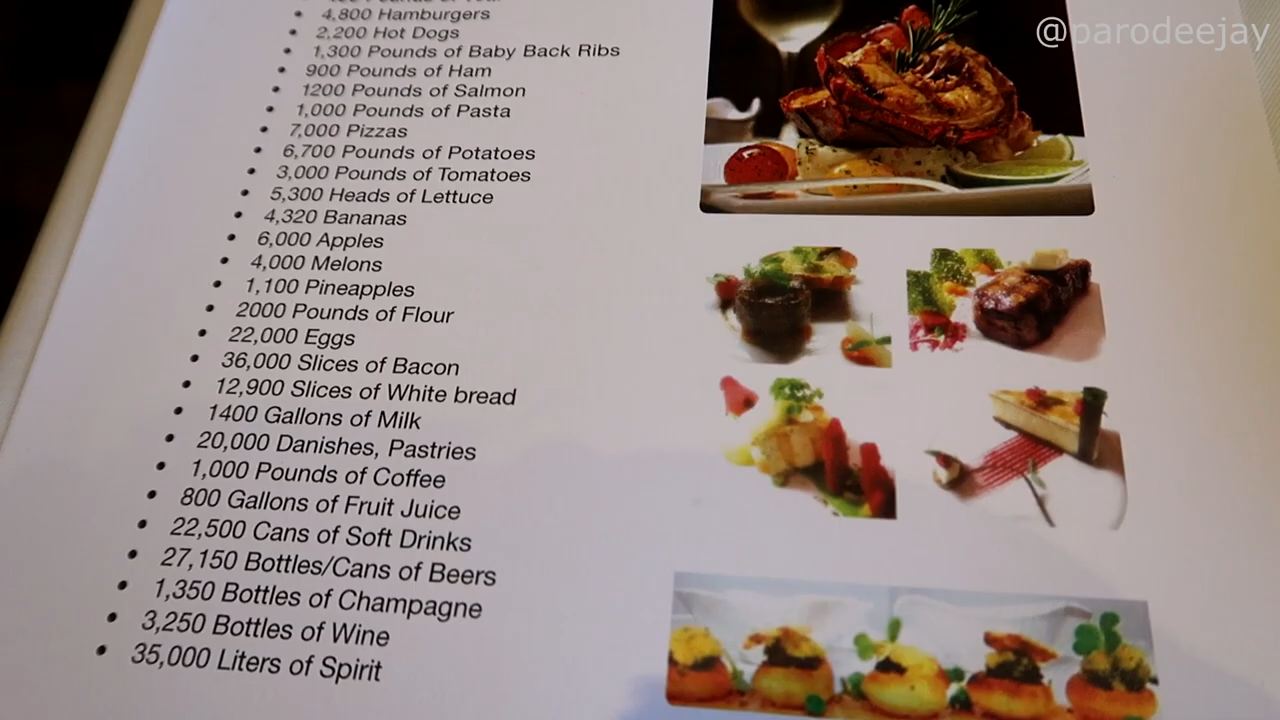 @parodeejay
• 4,800 Hamburgers
• 2,200 Hot Dogs
• 1,300 Pounds of Baby Back Ribs
• 900 Pounds of Ham
• 1200 Pounds of Salmon
• 1,000 Pounds of Pasta
• 7,000 Pizzas
• 6,700 Pounds of Potatoes
• 3,000 Pounds of Tomatoes
• 5,300 Heads of Lettuce
• 4,320 Bananas
• 6,000 Apples
• 4,000 Melons
• 1,100 Pineapples
• 2000 Pounds of Flour
• 22,000 Eggs
• 36,000 Slices of Bacon
• 12,900 Slices of White bread
• 1400 Gallons of Milk
• 20,000 Danishes, Pastries
• 1,000 Pounds of Coffee
• 800 Gallons of Fruit Juice
• 22,500 Cans of Soft Drinks
• 27,150 Bottles/Cans of Beers
• 1,350 Bottles of Champagne
• 3,250 Bottles of Wine
• 35,000 Liters of Spirit